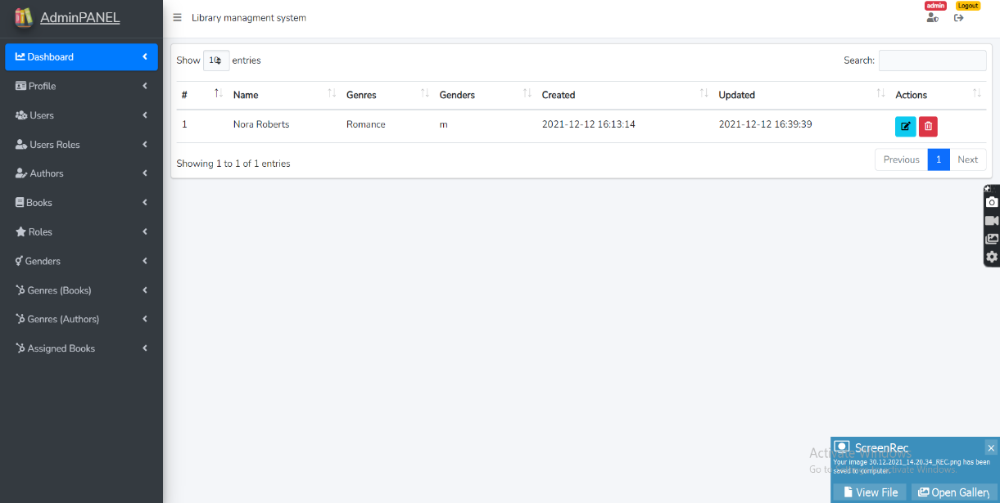 AdminPANEL
Library managment system
admin
Logout
Dashboard
Profile
Users
Users Roles
Authors
Books
Roles
Genders
Genres (Books)
Genres (Authors)
Assigned Books
Show 10 entries
Search:
# Name Genres Genders Created Updated Actions
1 Nora Roberts Romance m 2021-12-12 16:13:14 2021-12-12 16:39:39
Showing 1 to 1 of 1 entries
Previous 1 Next
Activate Windows
Go to Settings to activate Windows.
ScreenRec
Your image 30.12.2021_14.20.34_REC.png has been
saved to computer.
View File
Open Gallery